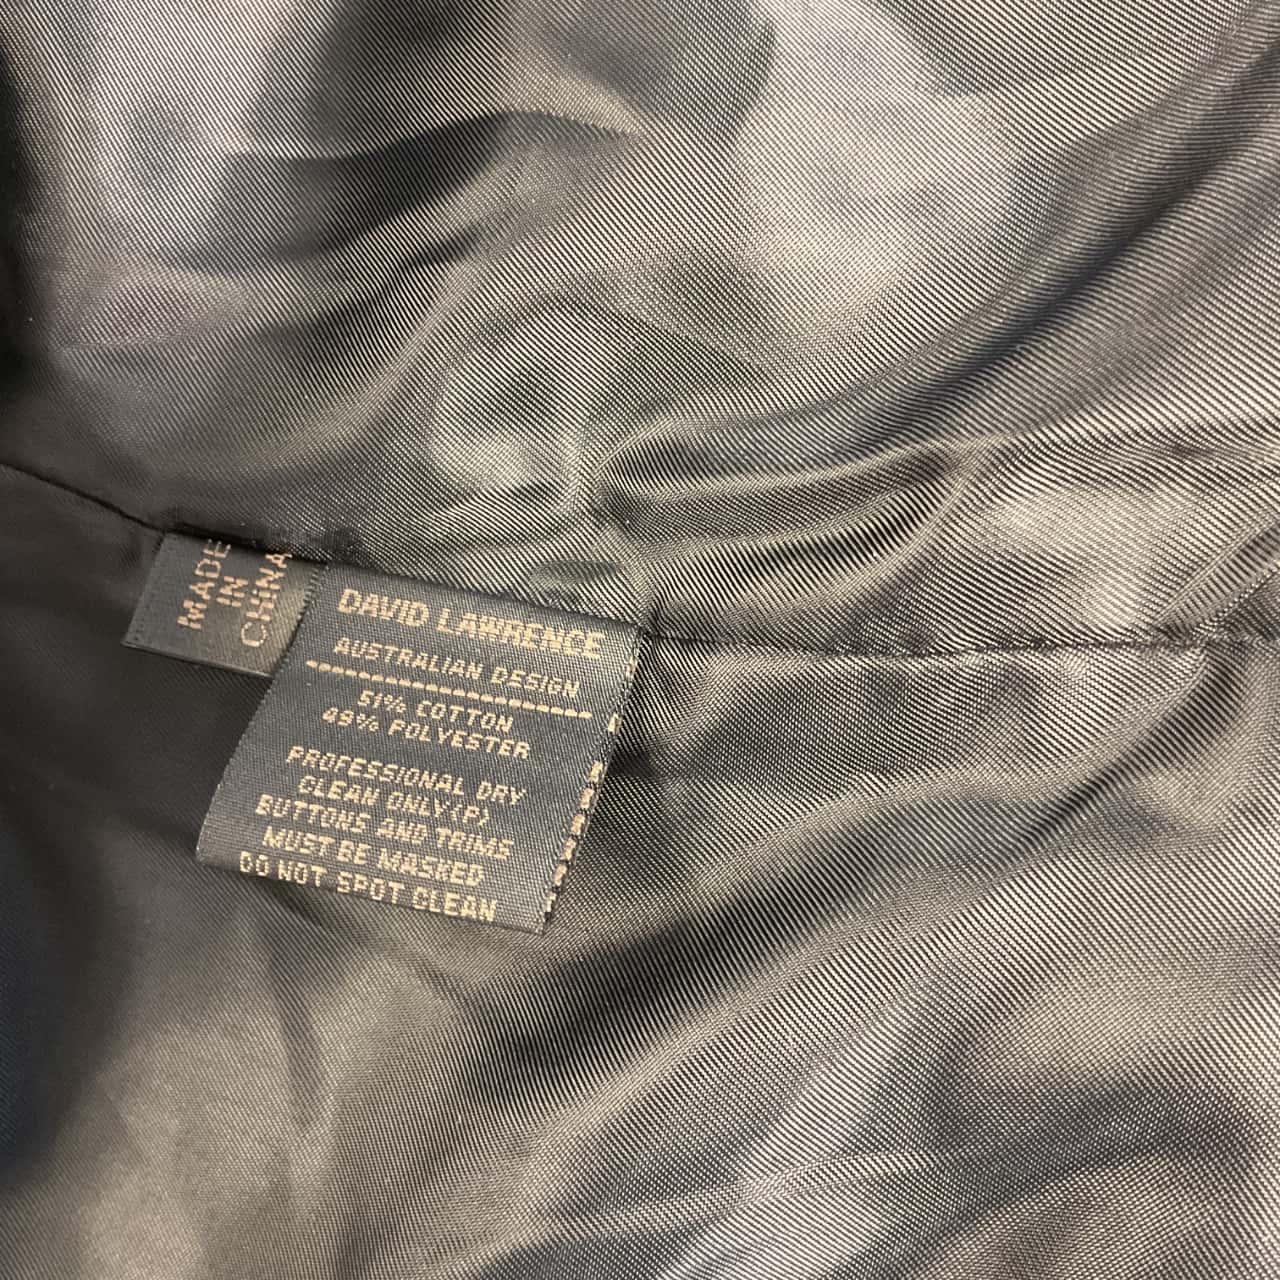 MADE
IN
CHINA
DAVID LAWRENCE
AUSTRALIAN DESIGN
51% COTTON
49% POLYESTER
PROFESSIONAL DRY
CLEAN ONLY(P)
BUTTONS AND TRIMS
MUST BE MASKED
DO NOT SPOT CLEAN